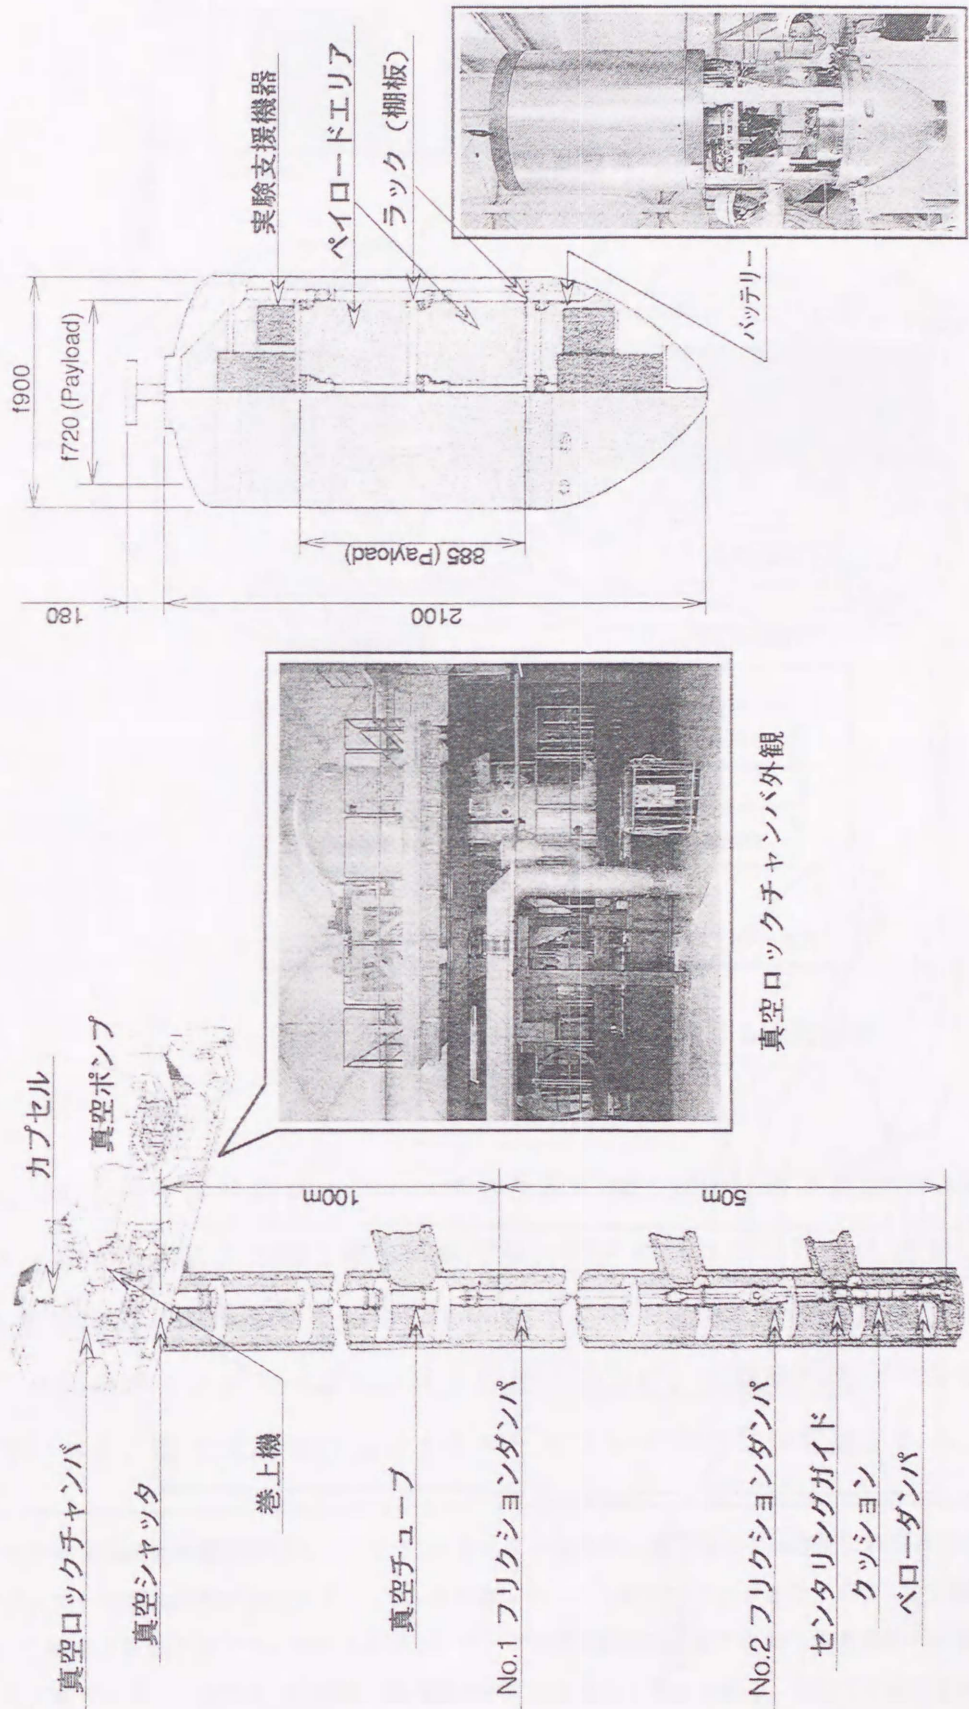 カプセル
真空ポンプ
真空ロックチャンバ
真空シャッタ
巻上機
真空チューブ
No.1 フリクションダンパ
No.2 フリクションダンパ
センタリングガイド
クッション
ベローダンパ
100m
50m
真空ロックチャンバ外観
f900
f720 (Payload)
180
2100
885 (Payload)
実験支援機器
ペイロードエリア
ラック (棚板)
バッテリー